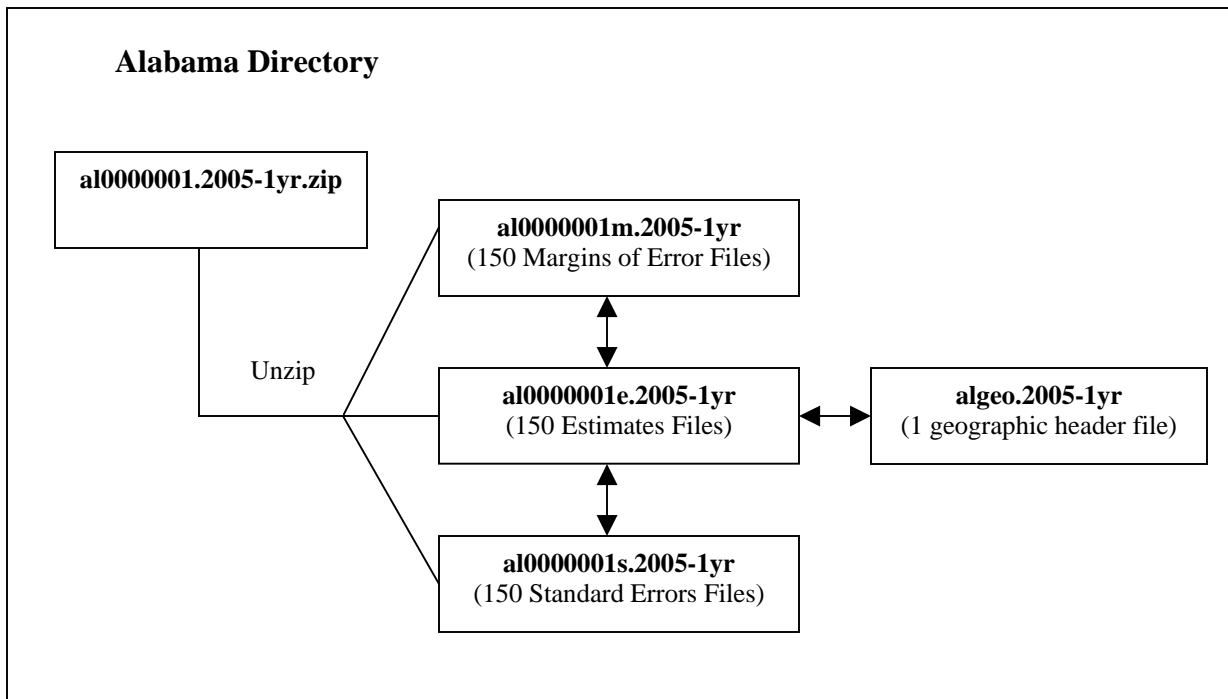 Alabama Directory
al0000001.2005-1yr.zip
al0000001m.2005-1yr
(150 Margins of Error Files)
Unzip
al0000001e.2005-1yr
(150 Estimates Files)
algeo.2005-1yr
(1 geographic header file)
al0000001s.2005-1yr
(150 Standard Errors Files)